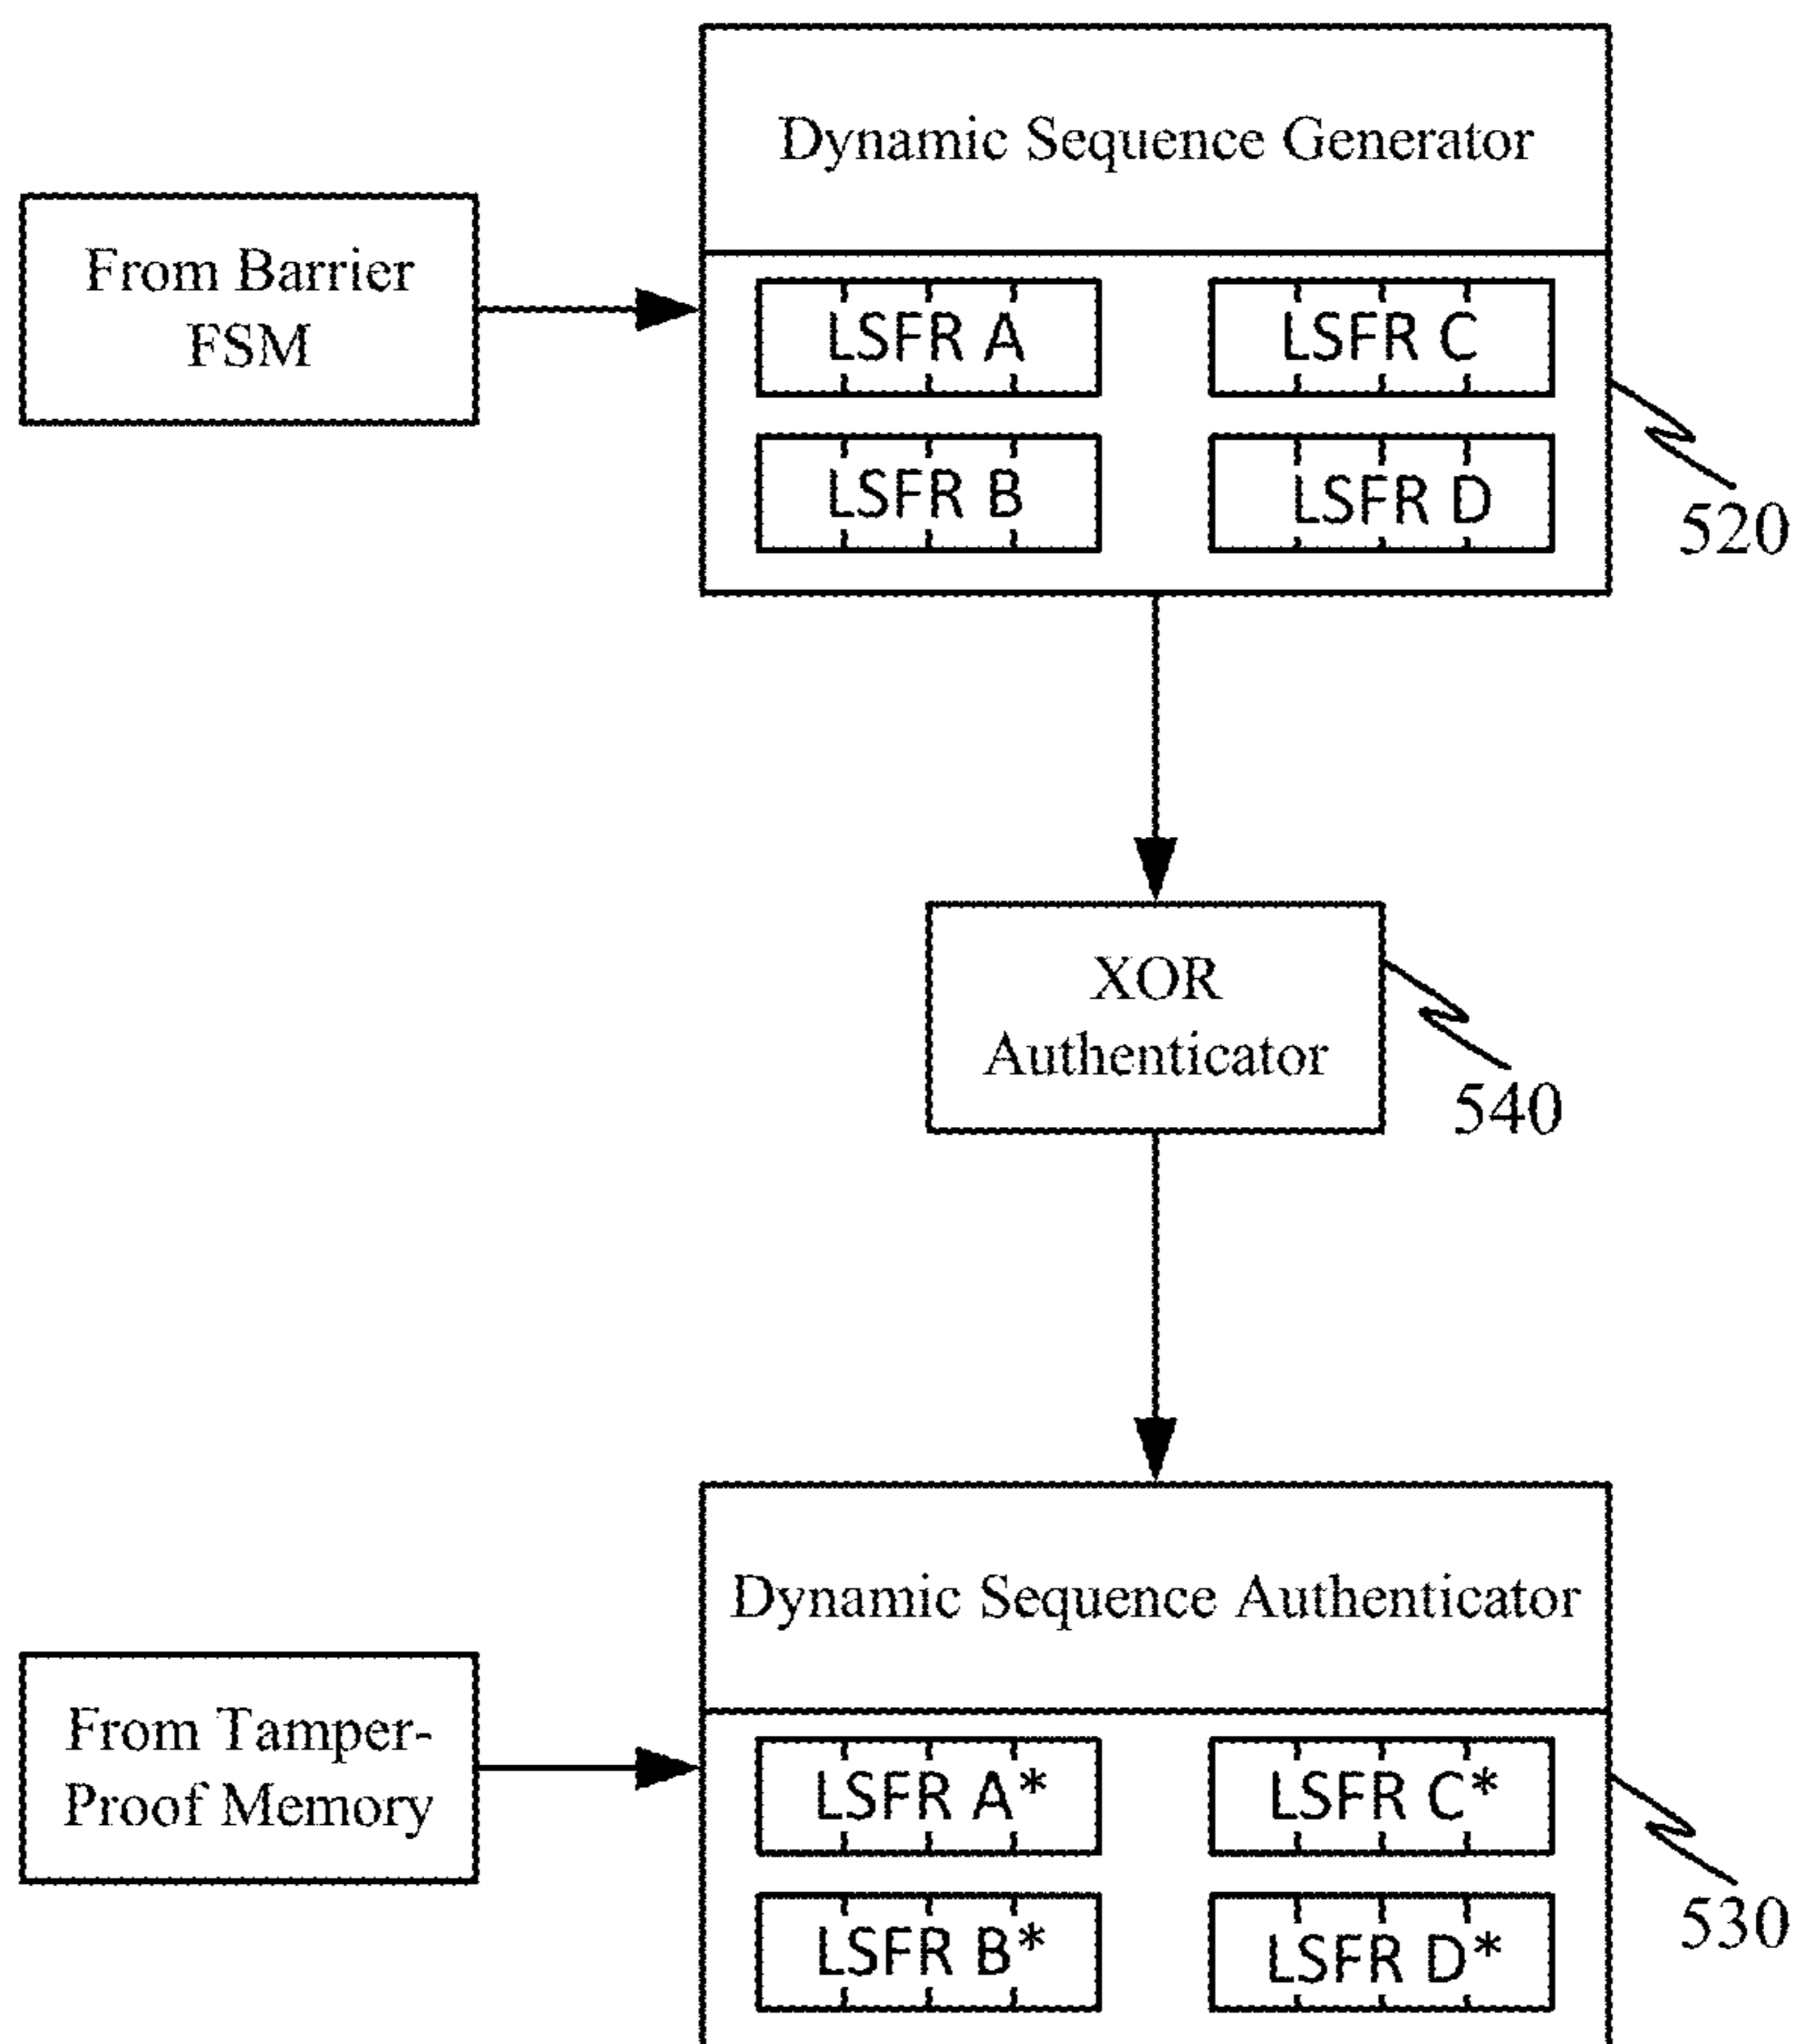 Dynamic Sequence Generator
From Barrier
FSM
LSFR A
LSFR C
LSFR B
LSFR D
520
XOR
Authenticator
540
Dynamic Sequence Authenticator
From Tamper-
Proof Memory
LSFR A*
LSFR C*
LSFR B*
LSFR D*
530